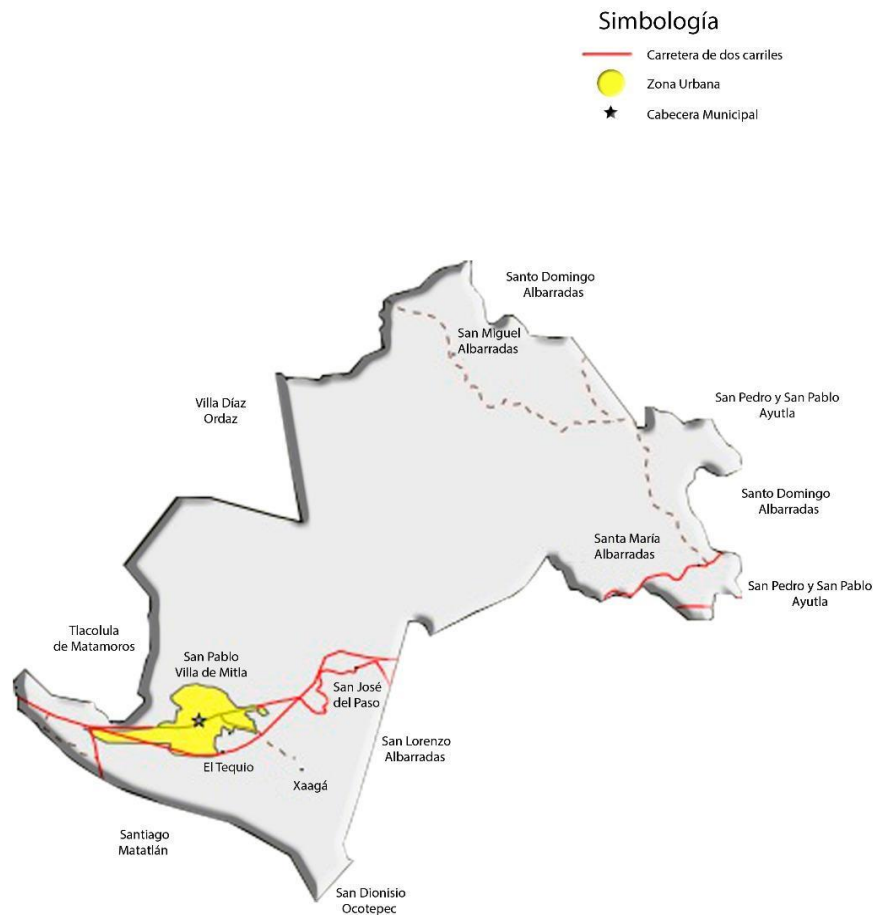 Simbología
Carretera de dos carriles
Zona Urbana
Cabecera Municipal
Santo Domingo
Albarradas
San Miguel
Albarradas
Villa Díaz
Ordaz
San Pedro y San Pablo
Ayutla
Santo Domingo
Albarradas
Santa María
Albarradas
San Pedro y San Pablo
Ayutla
Tlacolula
de Matamoros
San Pablo
Villa de Mitla
San José
del Paso
San Lorenzo
Albarradas
El Tequio
Xaagá
Santiago
Matatlán
San Dionisio
Ocotepec